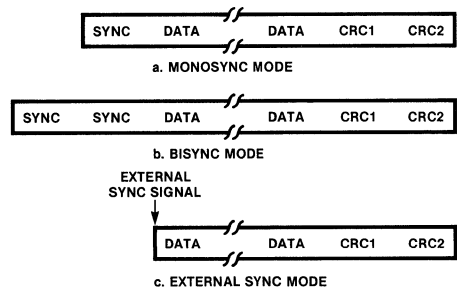 SYNC DATA DATA CRC1 CRC2
a. MONOSYNC MODE
SYNC SYNC DATA DATA CRC1 CRC2
b. BISYNC MODE
EXTERNAL
SYNC SIGNAL
DATA DATA CRC1 CRC2
c. EXTERNAL SYNC MODE